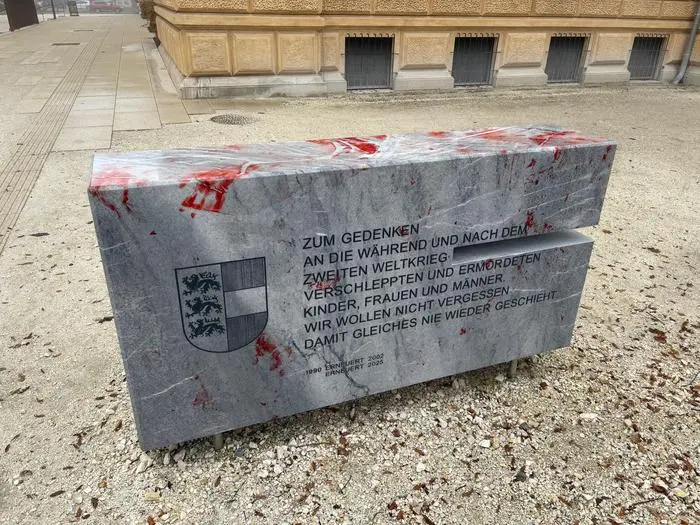 ZUM GEDENKEN
AN DIE WÄHREND UND NACH DEM
ZWEITEN WELTKRIEG
VERSCHLEPPTEN UND ERMORDETEN
KINDER, FRAUEN UND MÄNNER.
WIR WOLLEN NICHT VERGESSEN
DAMIT GLEICHES NIE WIEDER GESCHIEHT.
1990 ERNEUERT 2002
ERNEUERT 2025